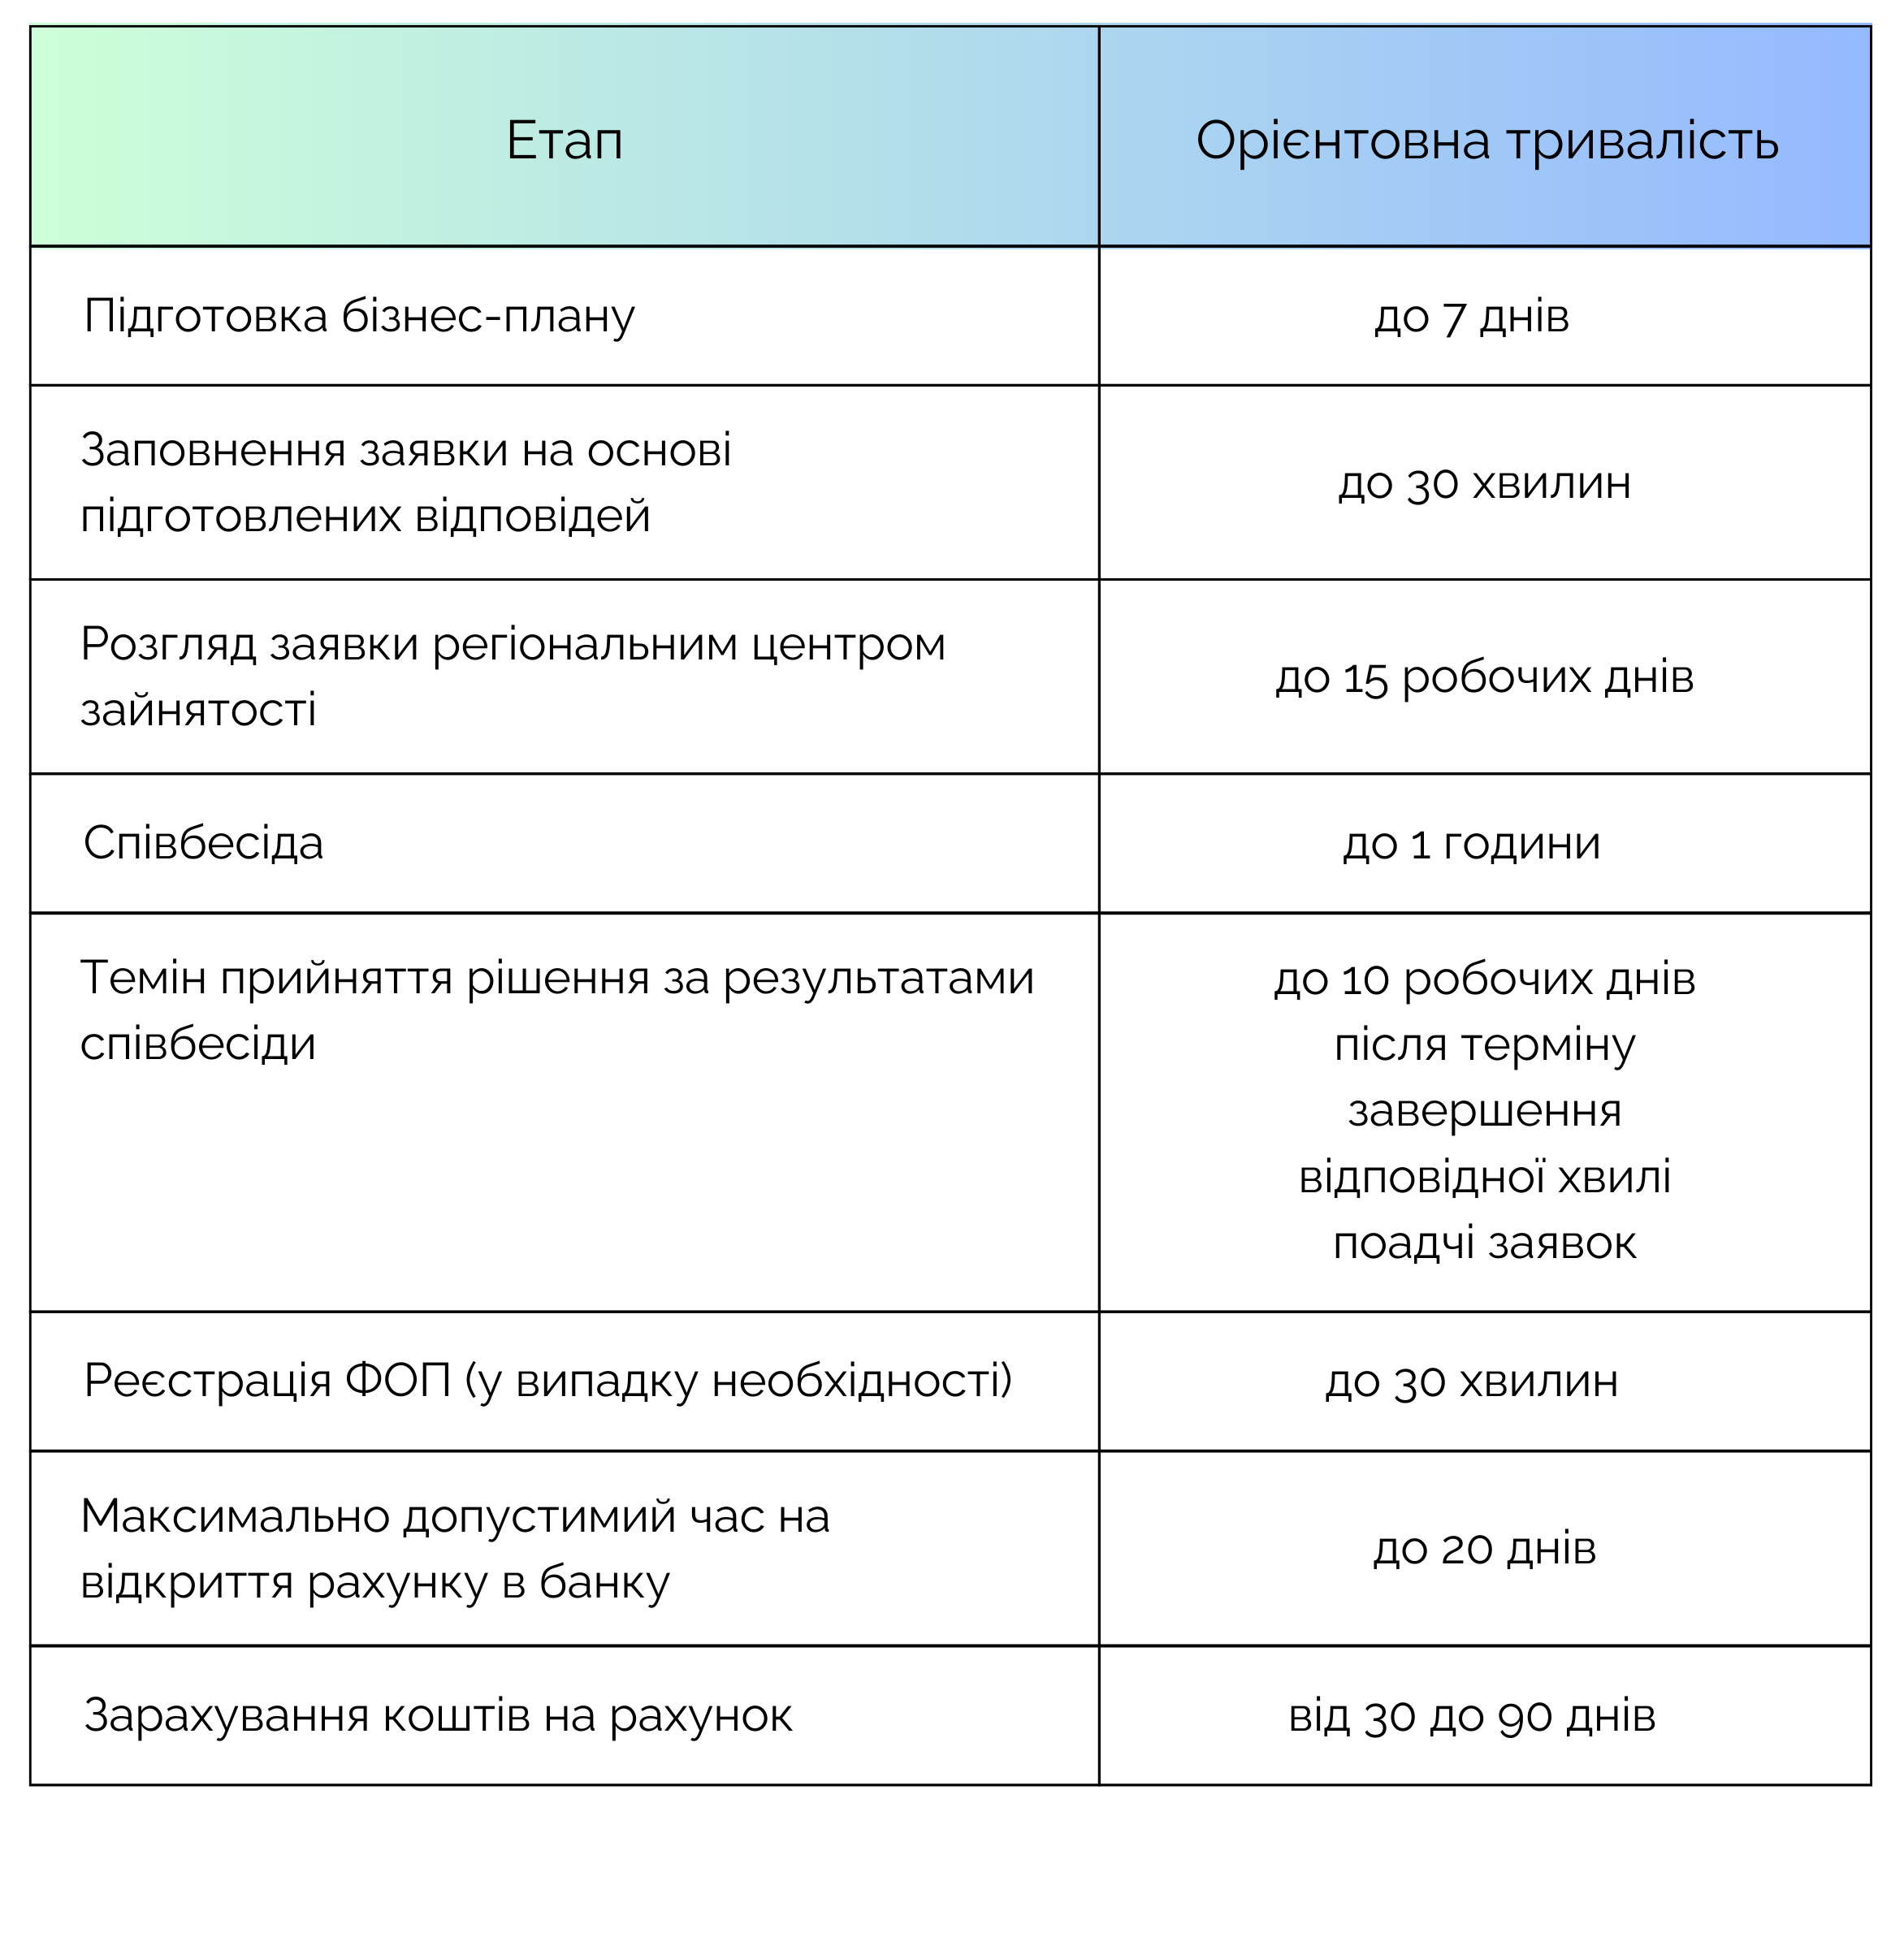 Етап
Орієнтовна тривалість
Підготовка бізнес-плану
до 7 днів
Заповнення заявки на основі
підготовлених відповідей
до 30 хвилин
Розгляд заявки регіональним центром
зайнятості
до 15 робочих днів
Співбесіда
до 1 години
Темін прийняття рішення за результатами
співбесіди
до 10 робочих днів
після терміну
завершення
відповідної хвилі
поадчі заявок
Реєстрація ФОП (у випадку необхідності)
до 30 хвилин
Максимально допустимий час на
відкриття рахунку в банку
до 20 днів
Зарахування коштів на рахунок
від 30 до 90 днів